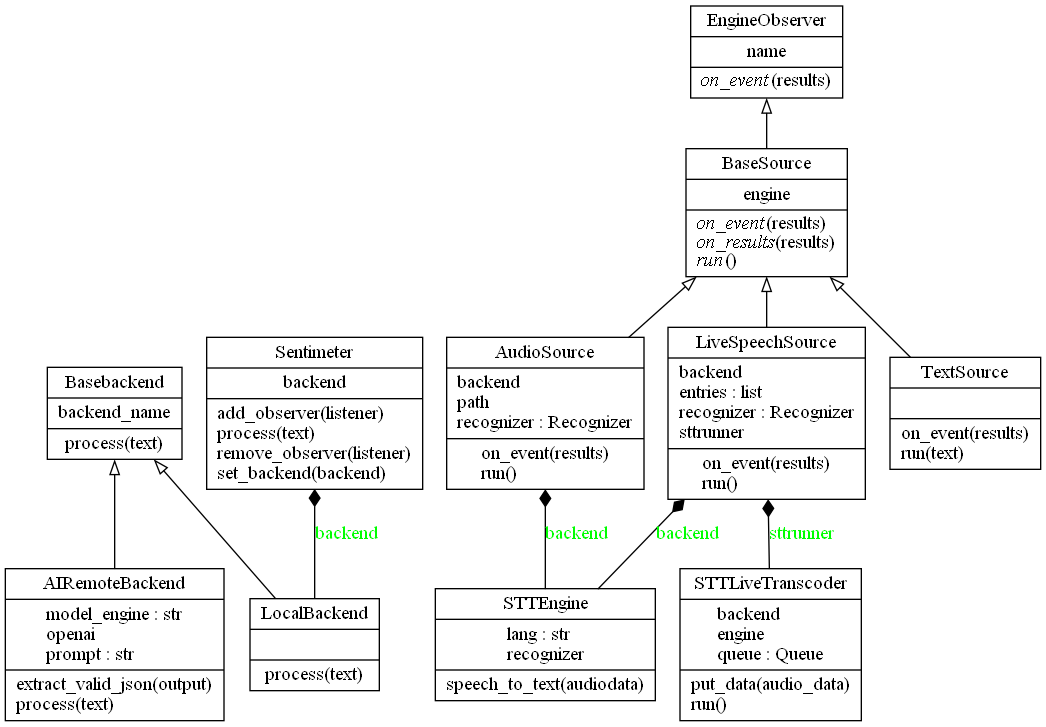 EngineObserver
name
on_event(results)
BaseSource
engine
on_event(results)
on_results(results)
run()
Basebackend
backend_name
process(text)
Sentimeter
backend
add_observer(listener)
process(text)
remove_observer(listener)
set_backend(backend)
AudioSource
backend
path
recognizer : Recognizer
on_event(results)
run()
LiveSpeechSource
backend
entries : list
recognizer : Recognizer
sttrunner
on_event(results)
run()
TextSource
on_event(results)
run(text)
backend
backend
backend
sttrunner
AIRemoteBackend
model_engine : str
openai
prompt : str
extract_valid_json(output)
process(text)
LocalBackend
process(text)
STTEngine
lang : str
recognizer
speech_to_text(audiodata)
STTLiveTranscoder
backend
engine
queue : Queue
put_data(audio_data)
run()